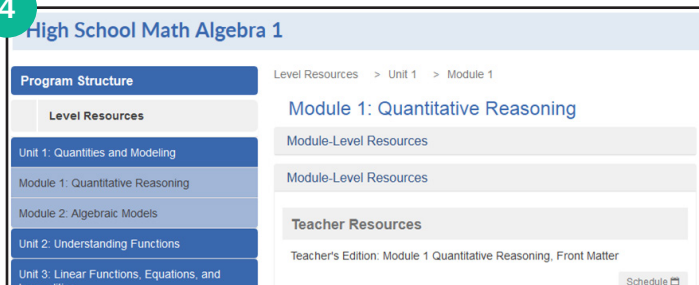 4
High School Math Algebra 1
Program Structure
Level Resources
Unit 1: Quantities and Modeling
Module 1: Quantitative Reasoning
Module 2: Algebraic Models
Unit 2: Understanding Functions
Unit 3: Linear Functions, Equations, and
Level Resources > Unit 1 > Module 1
Module 1: Quantitative Reasoning
Module-Level Resources
Module-Level Resources
Teacher Resources
Teacher's Edition: Module 1 Quantitative Reasoning, Front Matter
Schedule